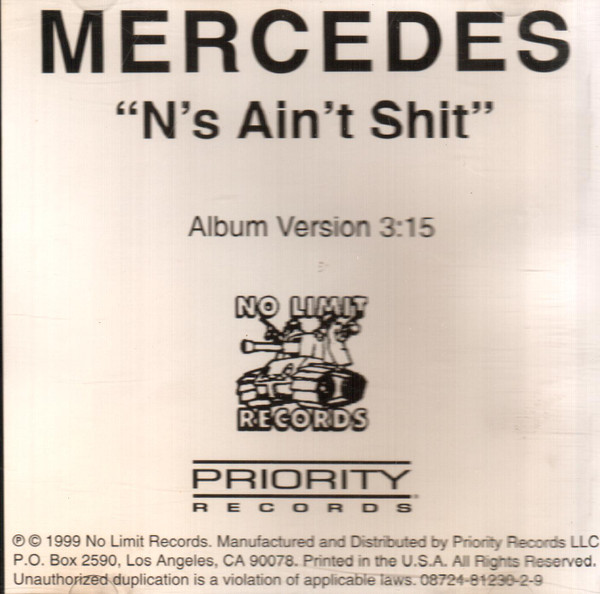 MERCEDES
“N's Ain't Shit”
Album Version 3:15
NO LIMIT
RECORDS
PRIORITY
RECORDS
℗ © 1999 No Limit Records. Manufactured and Distributed by Priority Records LLC
P.O. Box 2590, Los Angeles, CA 90078. Printed in the U.S.A. All Rights Reserved.
Unauthorized duplication is a violation of applicable laws. 08724-81230-2-9